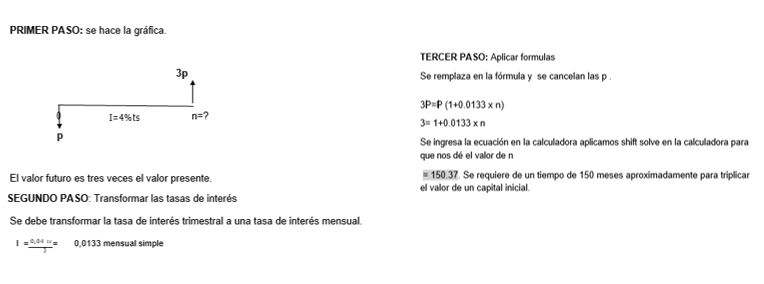 PRIMER PASO: se hace la gráfica.
3p
0
I=4%ts
n=?
p
El valor futuro es tres veces el valor presente.
SEGUNDO PASO: Transformar las tasas de interés
Se debe transformar la tasa de interés trimestral a una tasa de interés mensual.
I = 0,04 ts / 3 = 0,0133 mensual simple
TERCER PASO: Aplicar formulas
Se remplaza en la fórmula y se cancelan las p .
3P=P (1+0.0133 x n)
3= 1+0.0133 x n
Se ingresa la ecuación en la calculadora aplicamos shift solve en la calculadora para
que nos dé el valor de n
= 150.37. Se requiere de un tiempo de 150 meses aproximadamente para triplicar
el valor de un capital inicial.